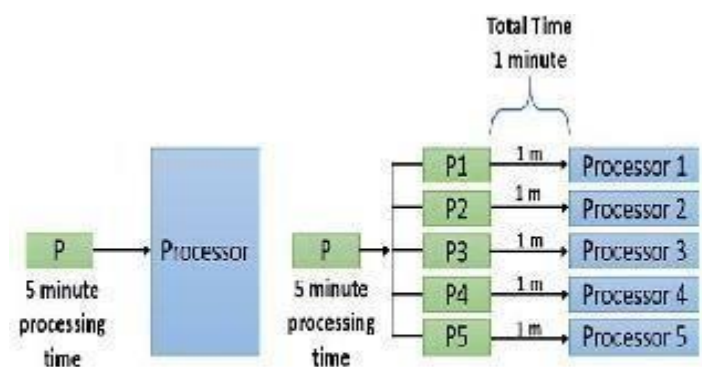 Total Time
1 minute
P
Processor
5 minute
processing
time
P
5 minute
processing
time
P1
1 m
Processor 1
P2
1 m
Processor 2
P3
1 m
Processor 3
P4
1 m
Processor 4
P5
1 m
Processor 5